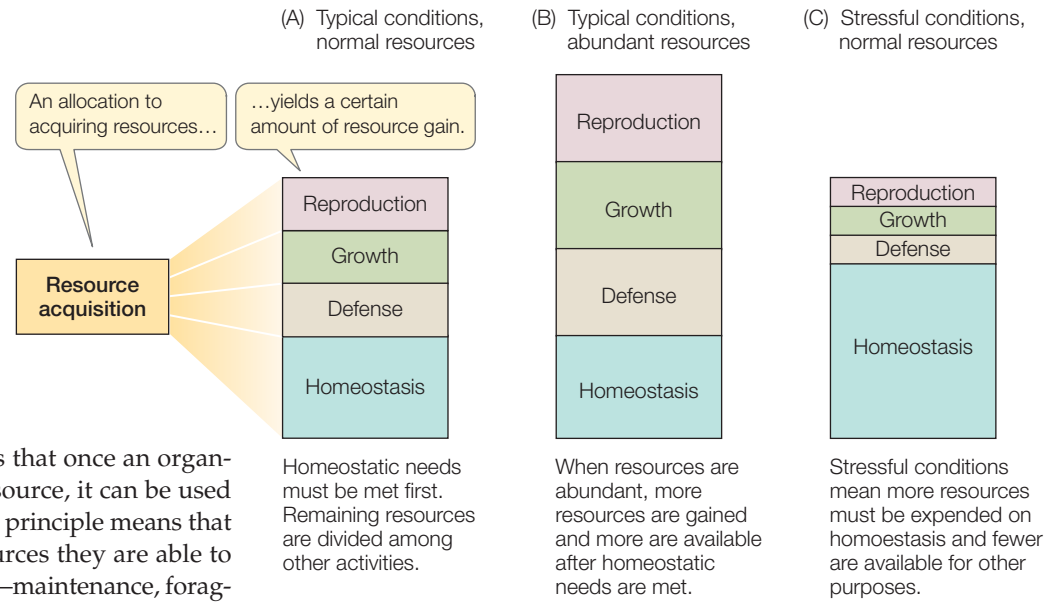 (A) Typical conditions,
normal resources
(B) Typical conditions,
abundant resources
(C) Stressful conditions,
normal resources
An allocation to
acquiring resources…
…yields a certain
amount of resource gain.
Resource
acquisition
Reproduction
Growth
Defense
Homeostasis
Reproduction
Growth
Defense
Homeostasis
Reproduction
Growth
Defense
Homeostasis
Homeostatic needs
must be met first.
Remaining resources
are divided among
other activities.
When resources are
abundant, more
resources are gained
and more are available
after homeostatic
needs are met.
Stressful conditions
mean more resources
must be expended on
homoestasis and fewer
are available for other
purposes.
s that once an organ-
source, it can be used
principle means that
urces they are able to
—maintenance, forag-